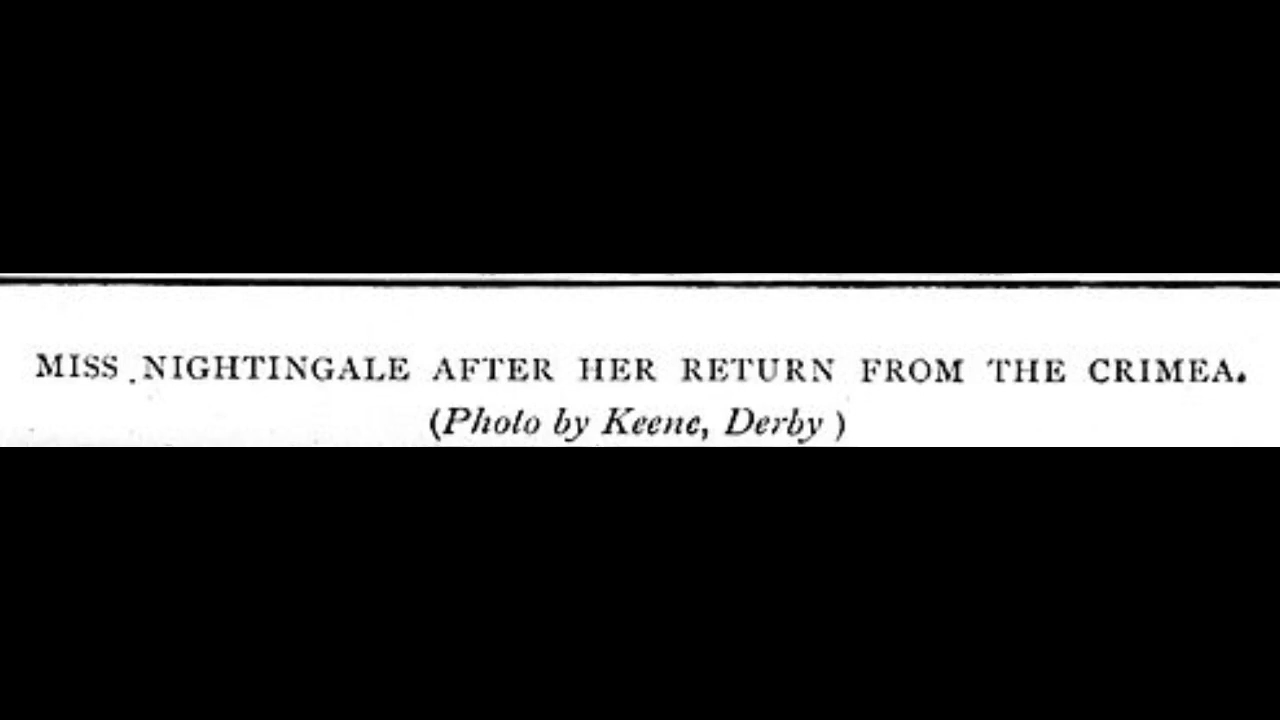 MISS NIGHTINGALE AFTER HER RETURN FROM THE CRIMEA.
(Photo by Keene, Derby )